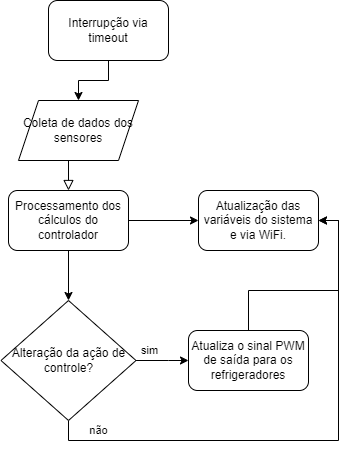 Interrupção via
timeout
Coleta de dados dos
sensores
Processamento dos
cálculos do
controlador
Atualização das
variáveis do sistema
e via WiFi.
Alteração da ação de
controle?
sim
Atualiza o sinal PWM
de saída para os
refrigeradores
não